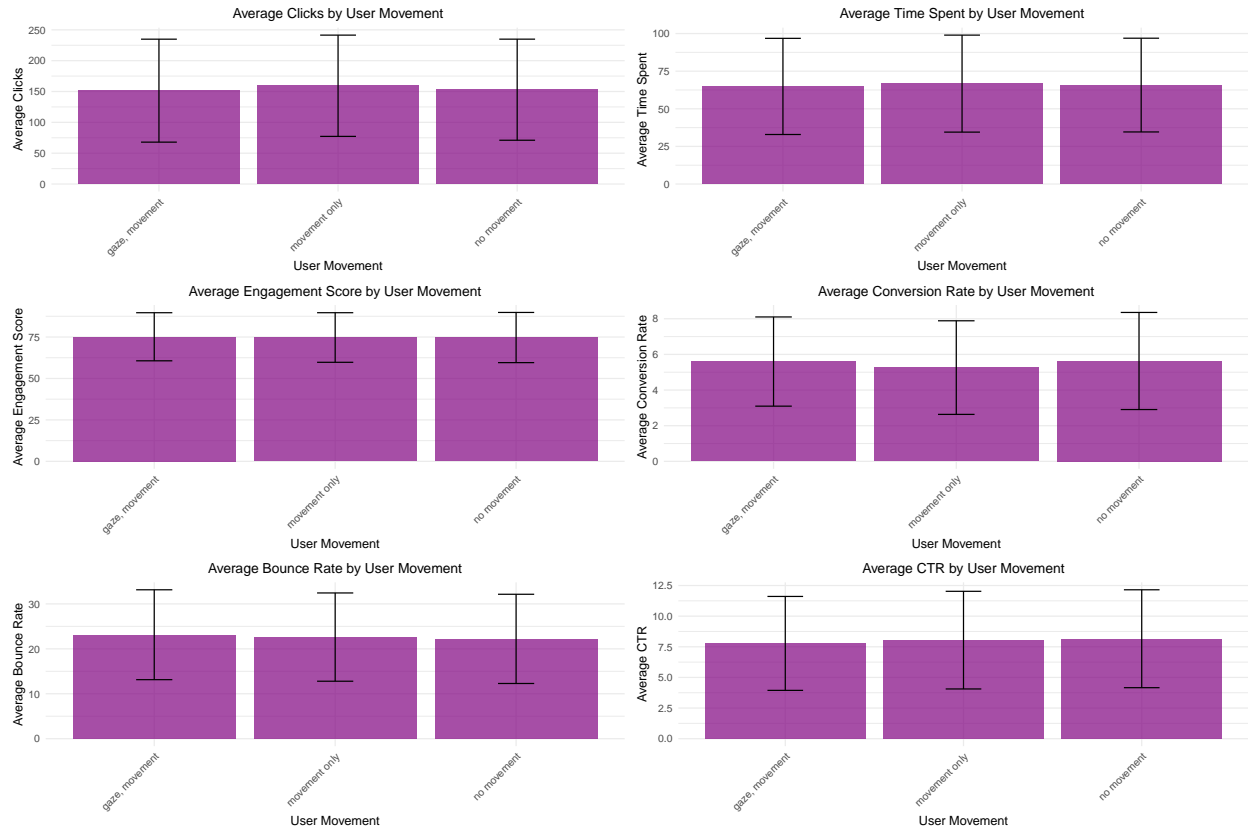 Average Clicks by User Movement
Average Clicks
250
200
150
100
50
0
gaze, movement
movement only
no movement
User Movement
Average Time Spent by User Movement
Average Time Spent
100
75
50
25
0
gaze, movement
movement only
no movement
User Movement
Average Engagement Score by User Movement
Average Engagement Score
75
50
25
0
gaze, movement
movement only
no movement
User Movement
Average Conversion Rate by User Movement
Average Conversion Rate
8
6
4
2
0
gaze, movement
movement only
no movement
User Movement
Average Bounce Rate by User Movement
Average Bounce Rate
30
20
10
0
gaze, movement
movement only
no movement
User Movement
Average CTR by User Movement
Average CTR
12.5
10.0
7.5
5.0
2.5
0.0
gaze, movement
movement only
no movement
User Movement